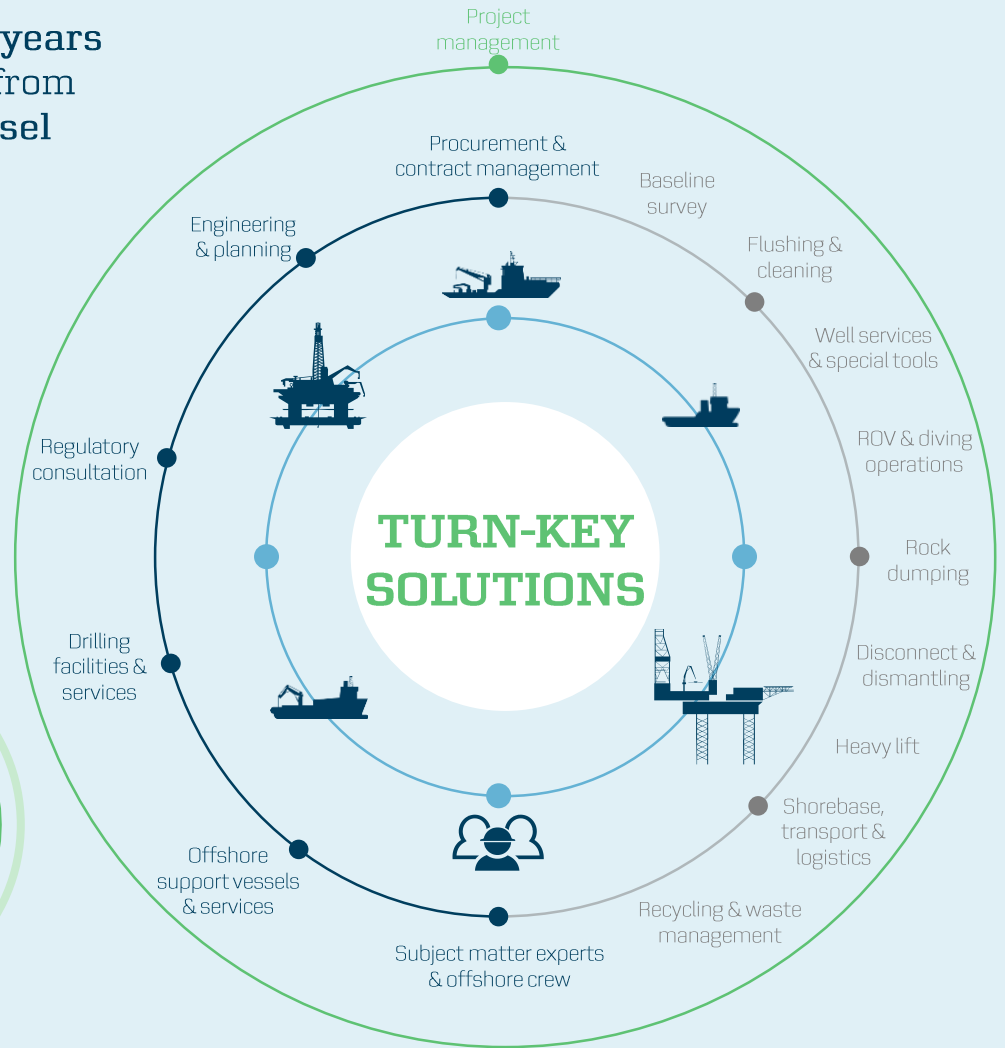 years
from
Project
management
Procurement &
contract management
Baseline
survey
Engineering
& planning
Flushing &
cleaning
Well services
& special tools
Regulatory
consultation
ROV & diving
operations
TURN-KEY
SOLUTIONS
Rock
dumping
Drilling
facilities &
services
Disconnect &
dismantling
Heavy lift
Shorebase,
transport &
logistics
Offshore
support vessels
& services
Recycling & waste
management
Subject matter experts
& offshore crew